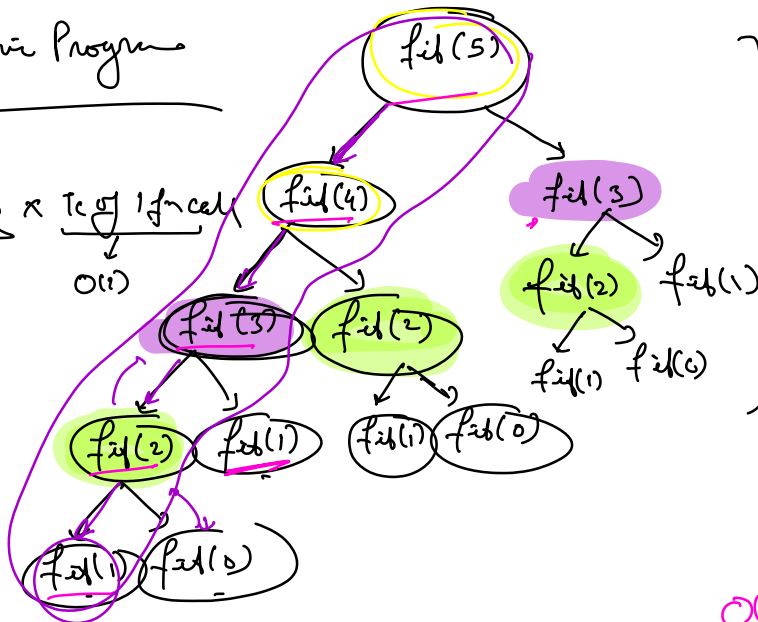 fib(5)
Progra
fib(4)
fib(3)
x Tc of 1 fn call
O(1)
fib(3)
fib(2)
fib(2)
fib(1)
fib(1)
fib(0)
fib(2)
fib(1)
fib(1)
fib(0)
fib(1)
fib(0)